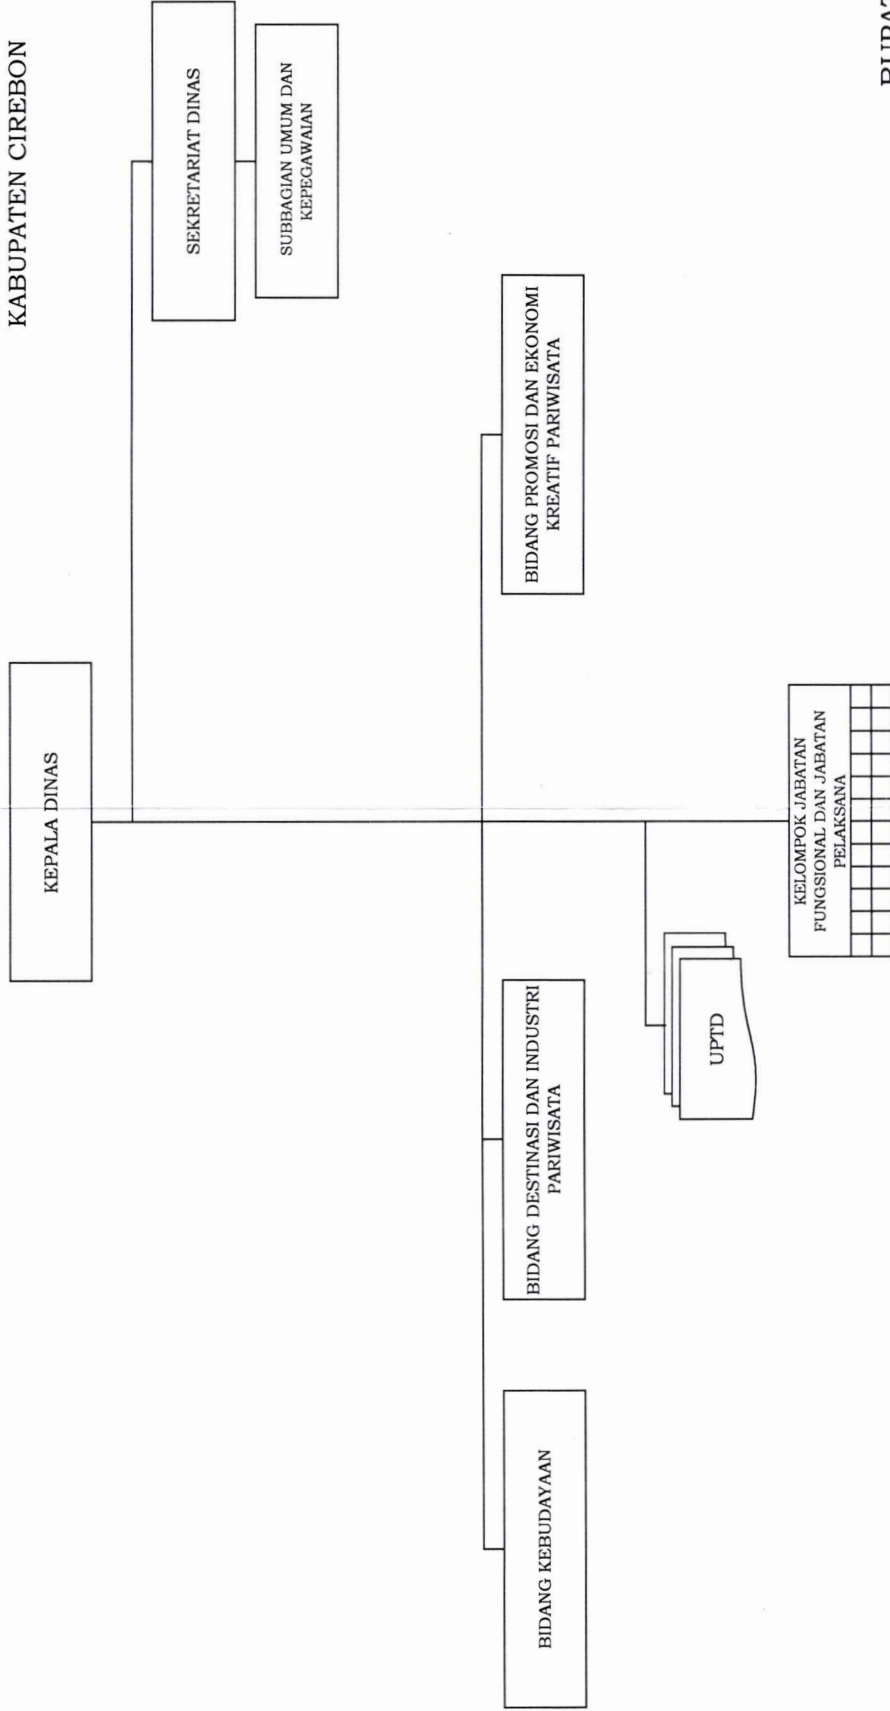 KABUPATEN CIREBON
KEPALA DINAS
SEKRETARIAT DINAS
SUBBAGIAN UMUM DAN
KEPEGAWAIAN
BIDANG KEBUDAYAAN
BIDANG DESTINASI DAN INDUSTRI
PARIWISATA
BIDANG PROMOSI DAN EKONOMI
KREATIF PARIWISATA
UPTD
KELOMPOK JABATAN
FUNGSIONAL DAN JABATAN
PELAKSANA